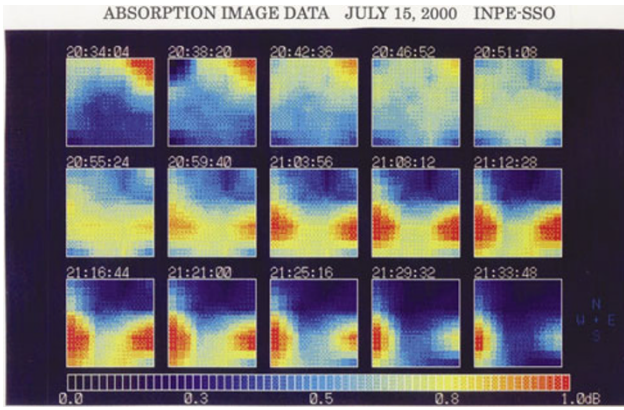 ABSORPTION IMAGE DATA JULY 15, 2000 INPE-SSO
20:34:04 20:38:20 20:42:36 20:46:52 20:51:08
20:55:24 20:59:40 21:03:56 21:08:12 21:12:28
21:16:44 21:21:00 21:25:16 21:29:32 21:33:48
N
W + E
S
0.0 0.3 0.5 0.8 1.0dB